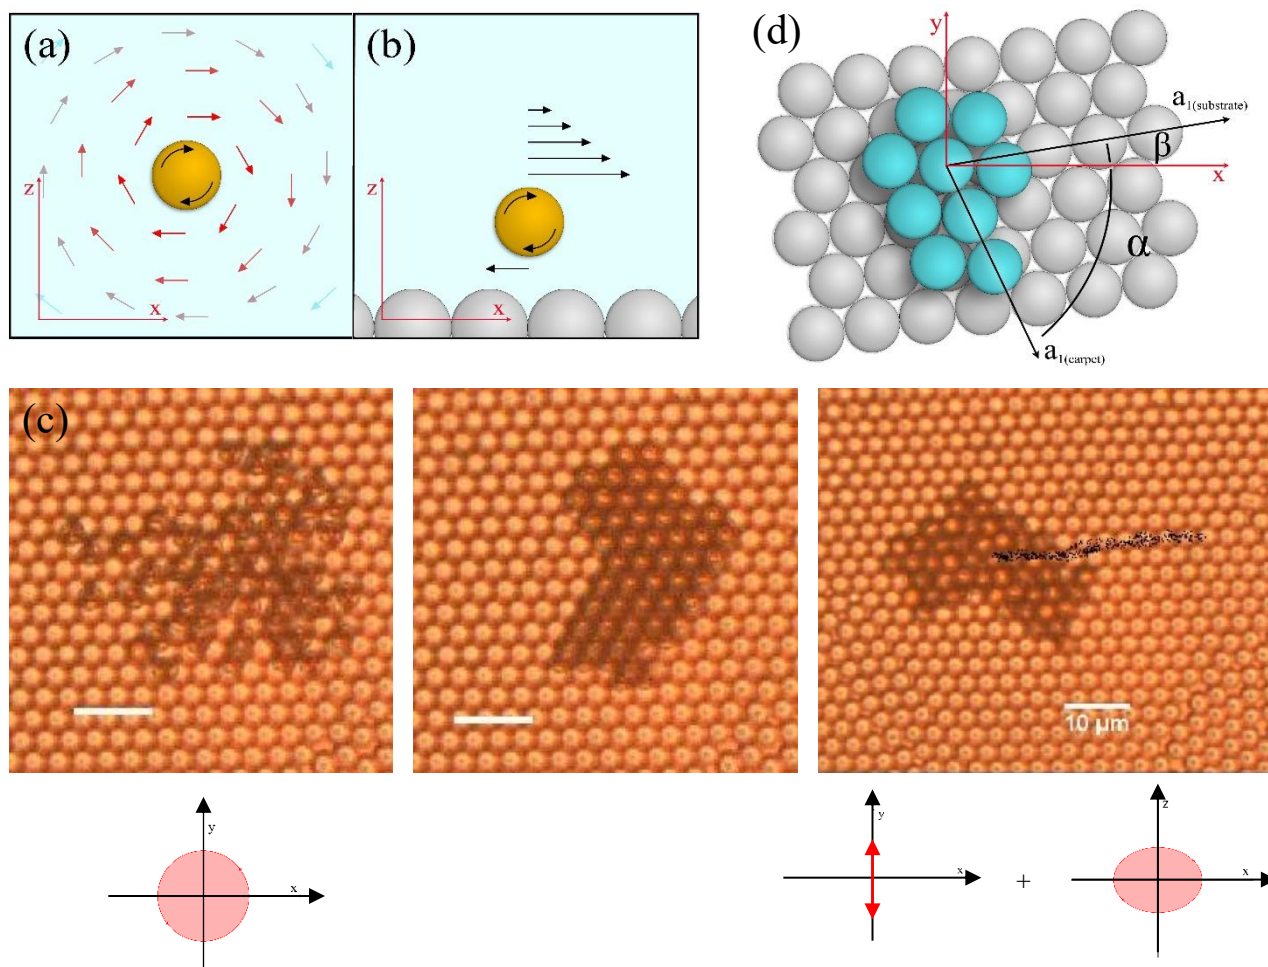 (a)
z
x
(b)
z
x
(d)
y
a1(substrate)
β
x
α
a1(carpet)
(c)
10 μm
y
x
y
x
+
z
x